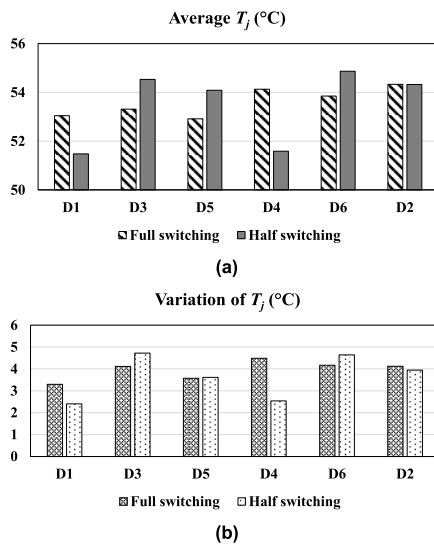 Average Tj (°C)
56
54
52
50
D1 D3 D5 D4 D6 D2
Full switching Half switching
(a)
Variation of Tj (°C)
6
5
4
3
2
1
0
D1 D3 D5 D4 D6 D2
Full switching Half switching
(b)